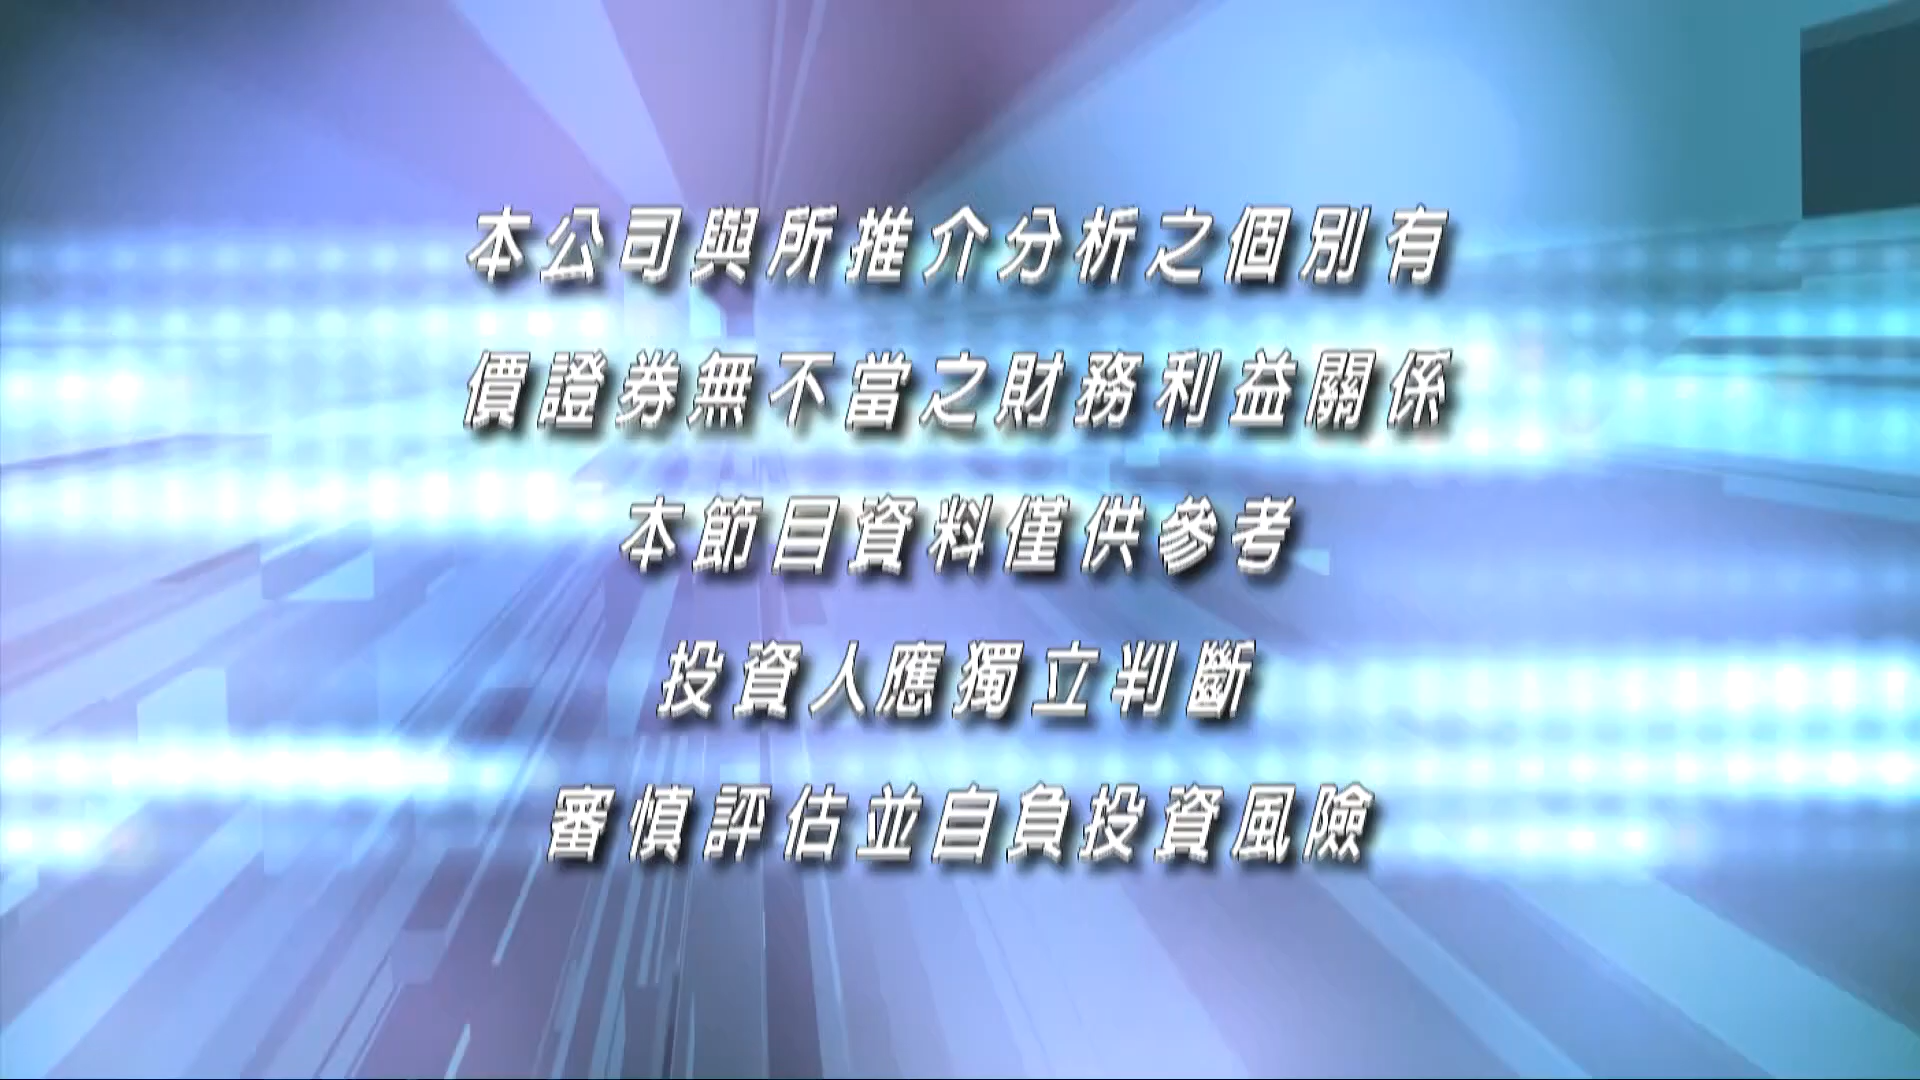 本公司與所推介分析之個別有
價證券無不當之財務利益關係
本節目資料僅供參考
投資人應獨立判斷
審慎評估並自負投資風險